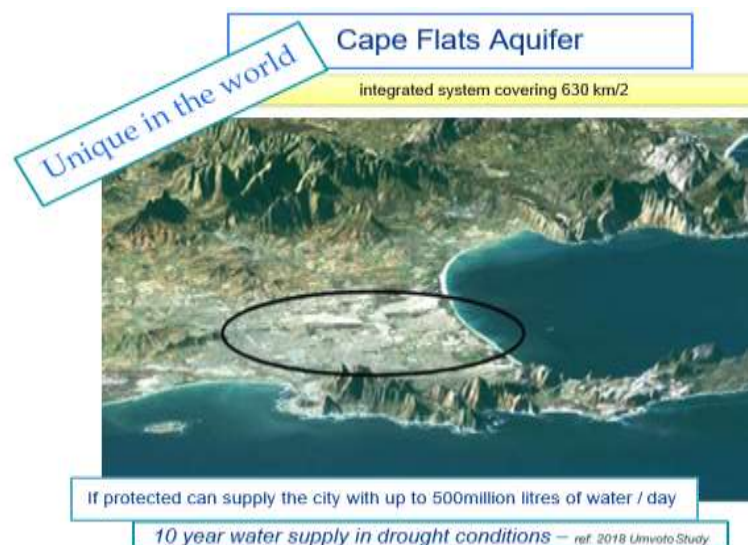 Cape Flats Aquifer
Unique in the world
integrated system covering 630 km/2
If protected can supply the city with up to 500million litres of water / day
10 year water supply in drought conditions – ref. 2018 Umvoto Study